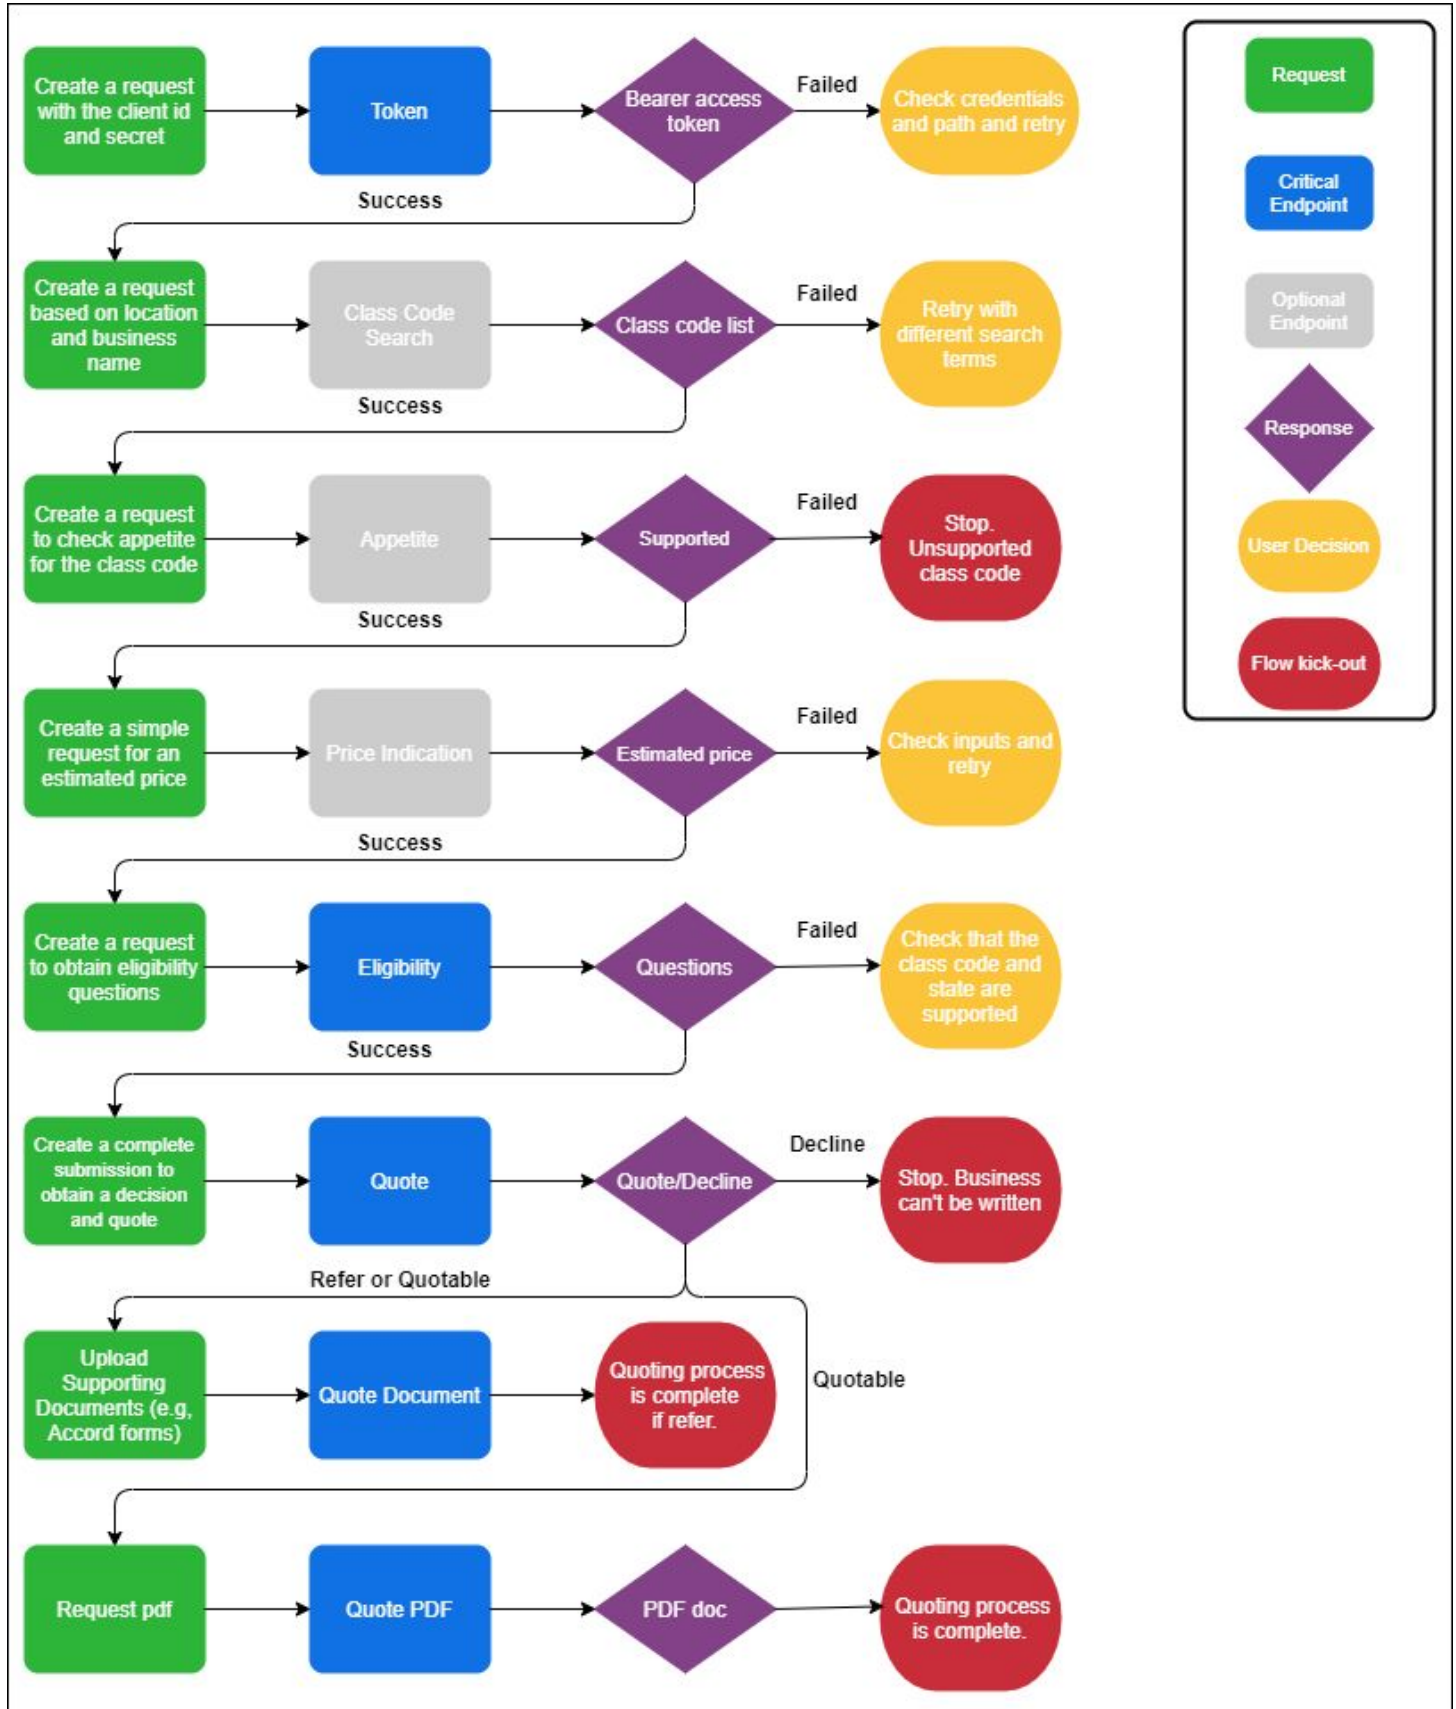 Create a request
with the client id
and secret
Token
Bearer access
token
Failed
Check credentials
and path and retry
Success
Create a request
based on location
and business
name
Class Code
Search
Class code list
Failed
Retry with
different search
terms
Success
Create a request
to check appetite
for the class code
Appetite
Supported
Failed
Stop.
Unsupported
class code
Success
Create a simple
request for an
estimated price
Price Indication
Estimated price
Failed
Check inputs and
retry
Success
Create a request
to obtain eligibility
questions
Eligibility
Questions
Failed
Check that the
class code and
state are
supported
Success
Create a complete
submission to
obtain a decision
and quote
Quote
Quote/Decline
Decline
Stop. Business
can't be written
Refer or Quotable
Upload
Supporting
Documents (e.g,
Accord forms)
Quote Document
Quoting process
is complete
if refer.
Quotable
Request pdf
Quote PDF
PDF doc
Quoting process
is complete.
Request
Critical
Endpoint
Optional
Endpoint
Response
User Decision
Flow kick-out